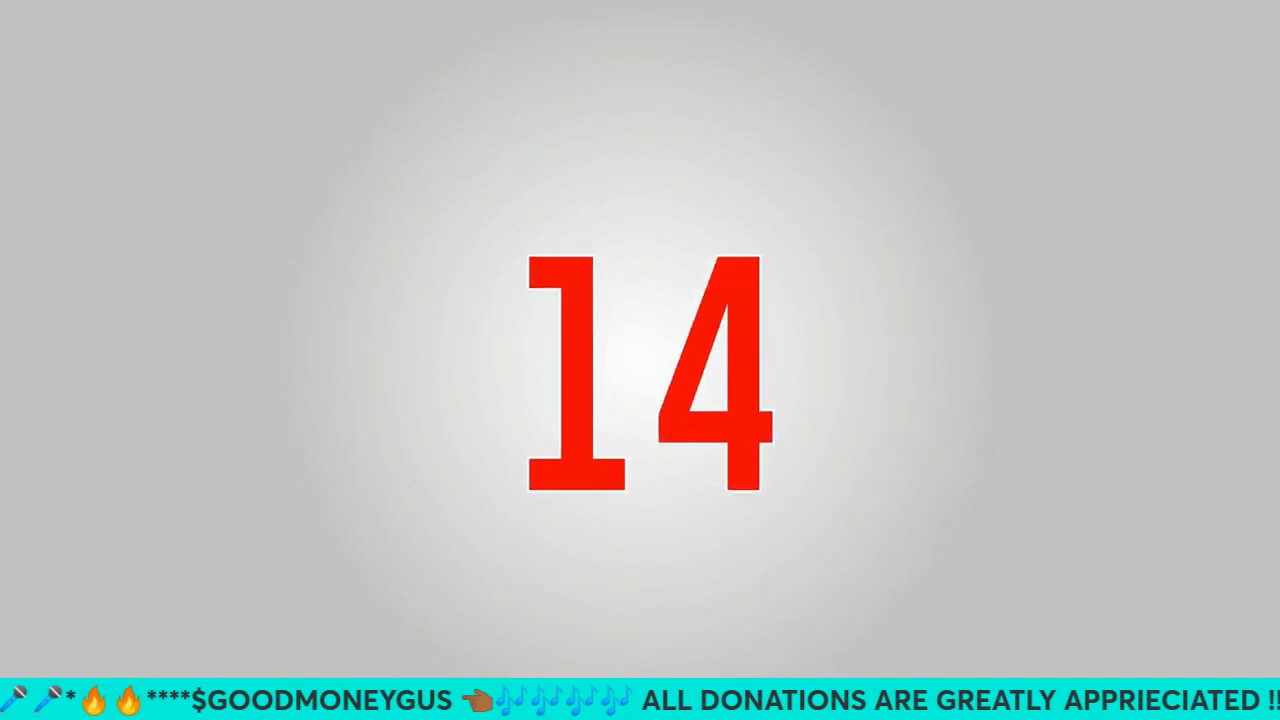 14
🎤 🎤*🔥 🔥****$GOODMONEYGUS 👈🏾🎶🎶🎶🎶 ALL DONATIONS ARE GREATLY APPRIECIATED !!